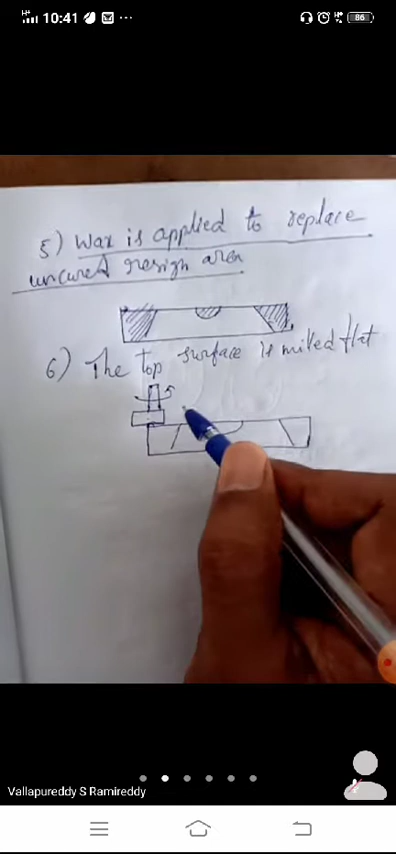 10:41
86
5) Wax is applied to replace
uncured resign area
6) The top surface is milled flat
Vallapureddy S Ramireddy